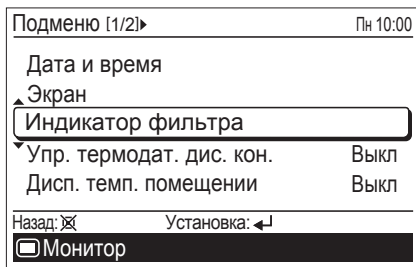 Подменю [1/2]▸ Пн 10:00
Дата и время
Экран
Индикатор фильтра
Упр. термодат. дис. кон. Выкл
Дисп. темп. помещении Выкл
Назад: Установка:
Монитор